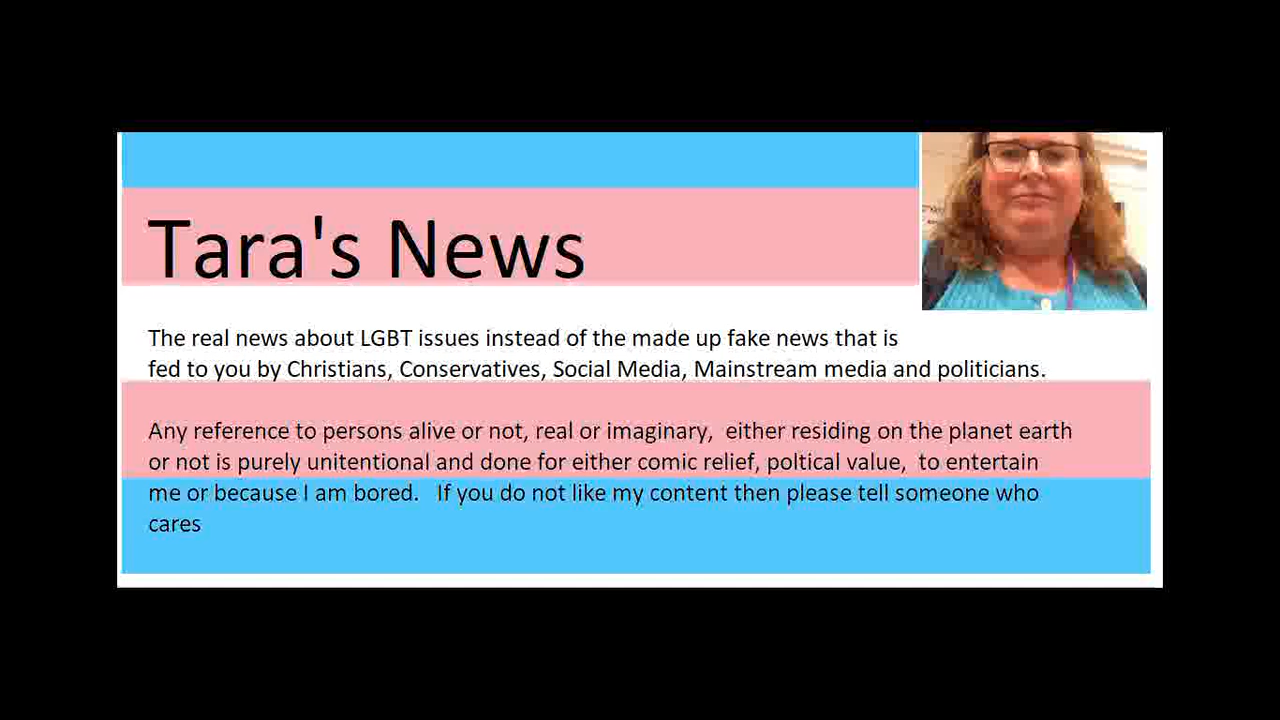 Tara's News
The real news about LGBT issues instead of the made up fake news that is
fed to you by Christians, Conservatives, Social Media, Mainstream media and politicians.
Any reference to persons alive or not, real or imaginary,  either residing on the planet earth
or not is purely unitentional and done for either comic relief, poltical value,  to entertain
me or because I am bored.   If you do not like my content then please tell someone who
cares